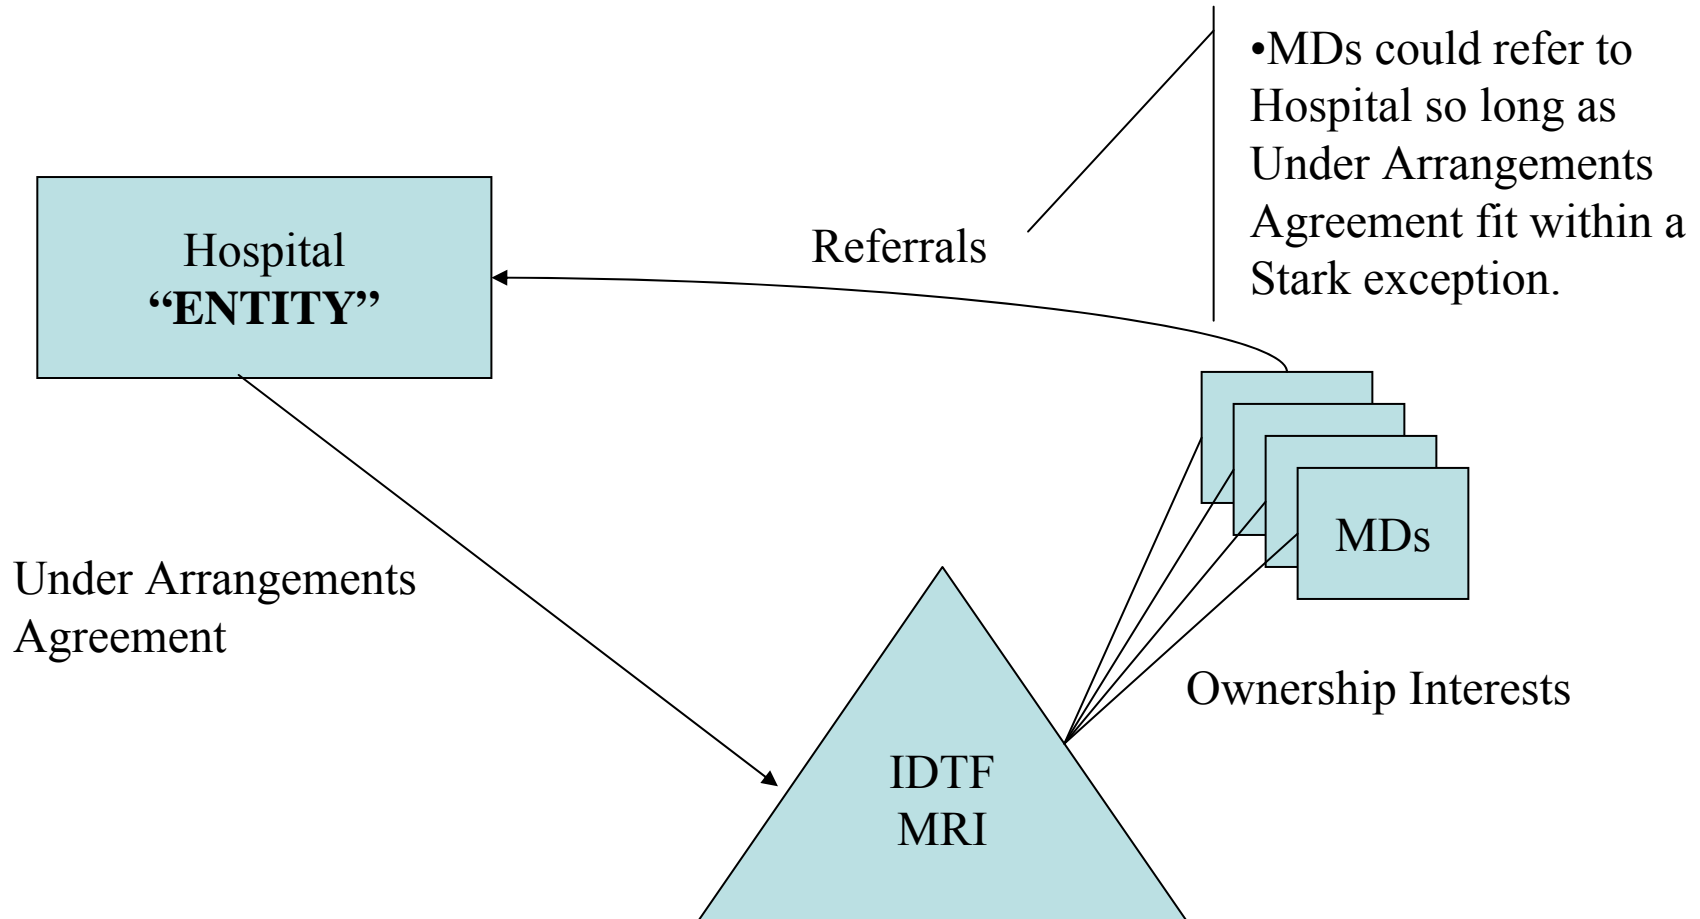 •MDs could refer to
Hospital so long as
Under Arrangements
Agreement fit within a
Stark exception.
Referrals
Hospital
“ENTITY”
MDs
Under Arrangements
Agreement
Ownership Interests
IDTF
MRI